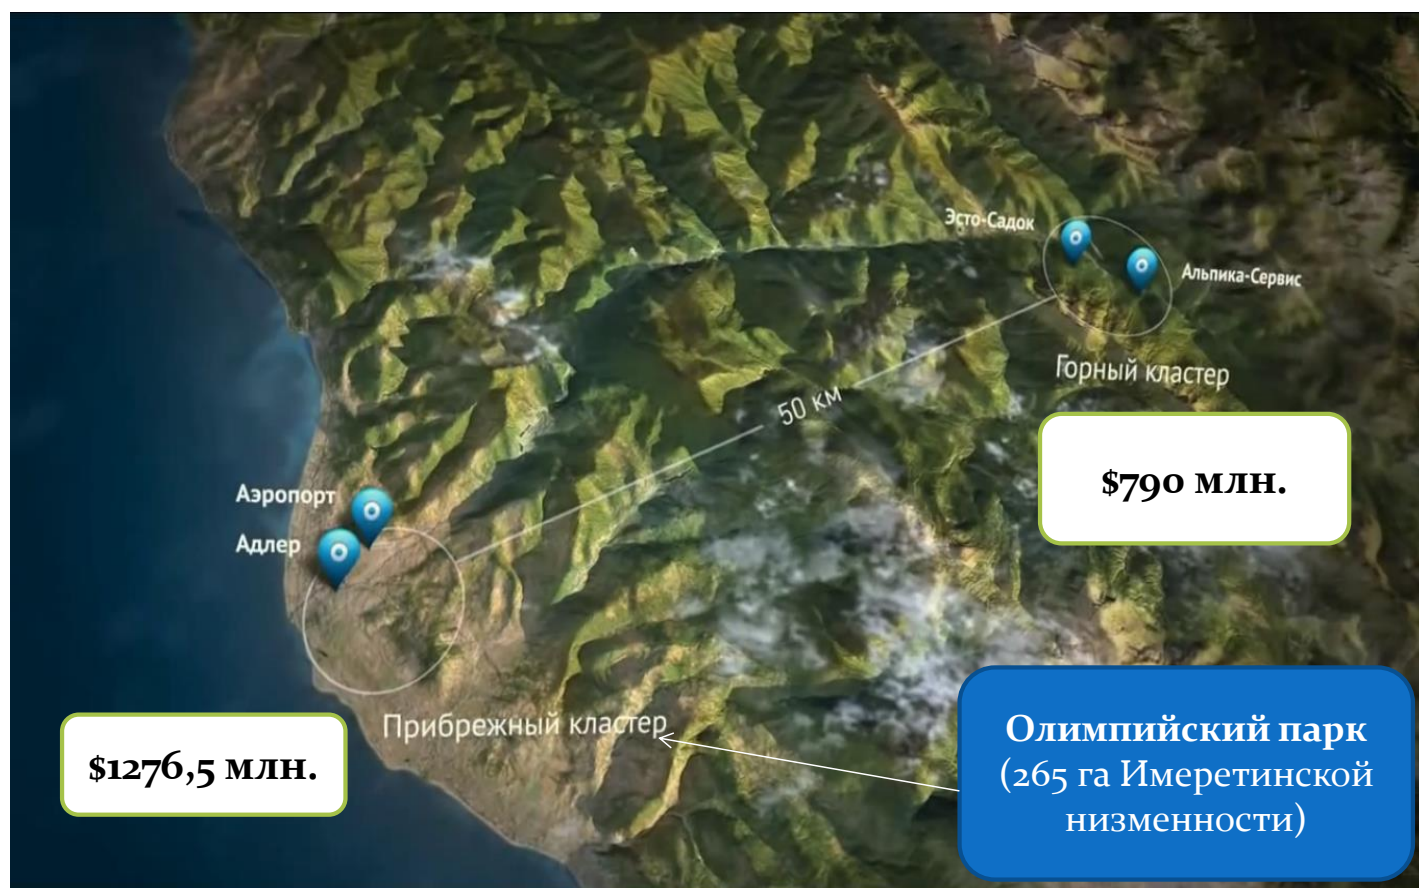 Эсто-Садок
Альпика-Сервис
Горный кластер
50 км
$790 млн.
Аэропорт
Адлер
Прибрежный кластер
$1276,5 млн.
Олимпийский парк
(265 га Имеретинской
низменности)